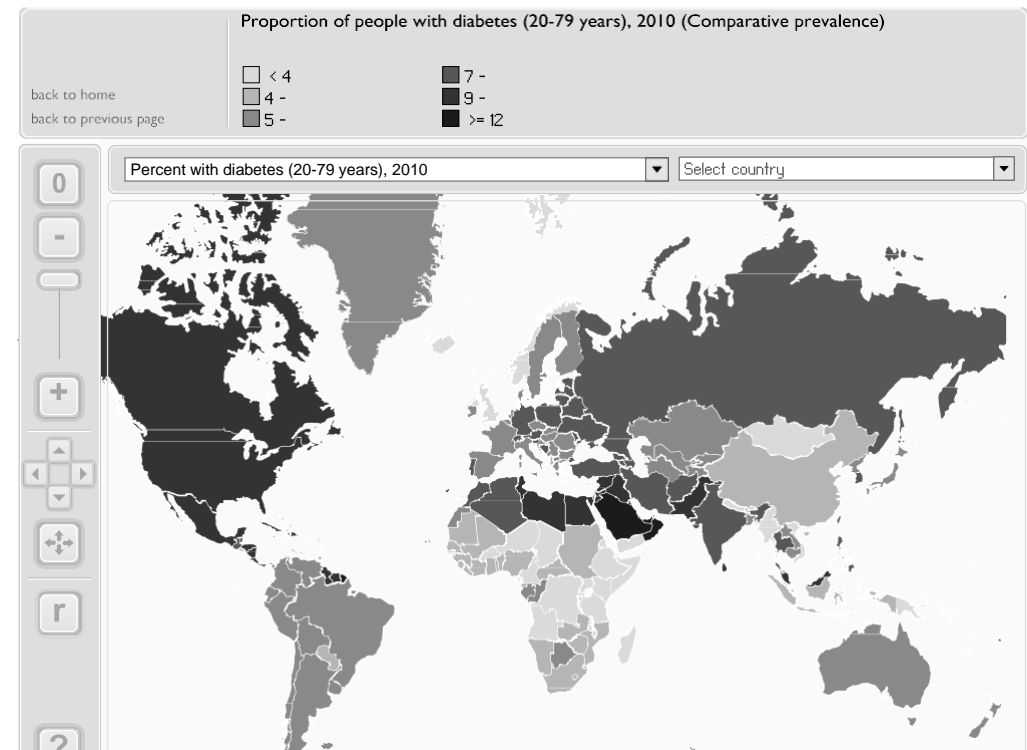 Proportion of people with diabetes (20-79 years), 2010 (Comparative prevalence)
< 4
7 -
back to home
4 -
9 -
back to previous page
5 -
>= 12
0
Percent with diabetes (20-79 years), 2010
Select country
-
+
r
?